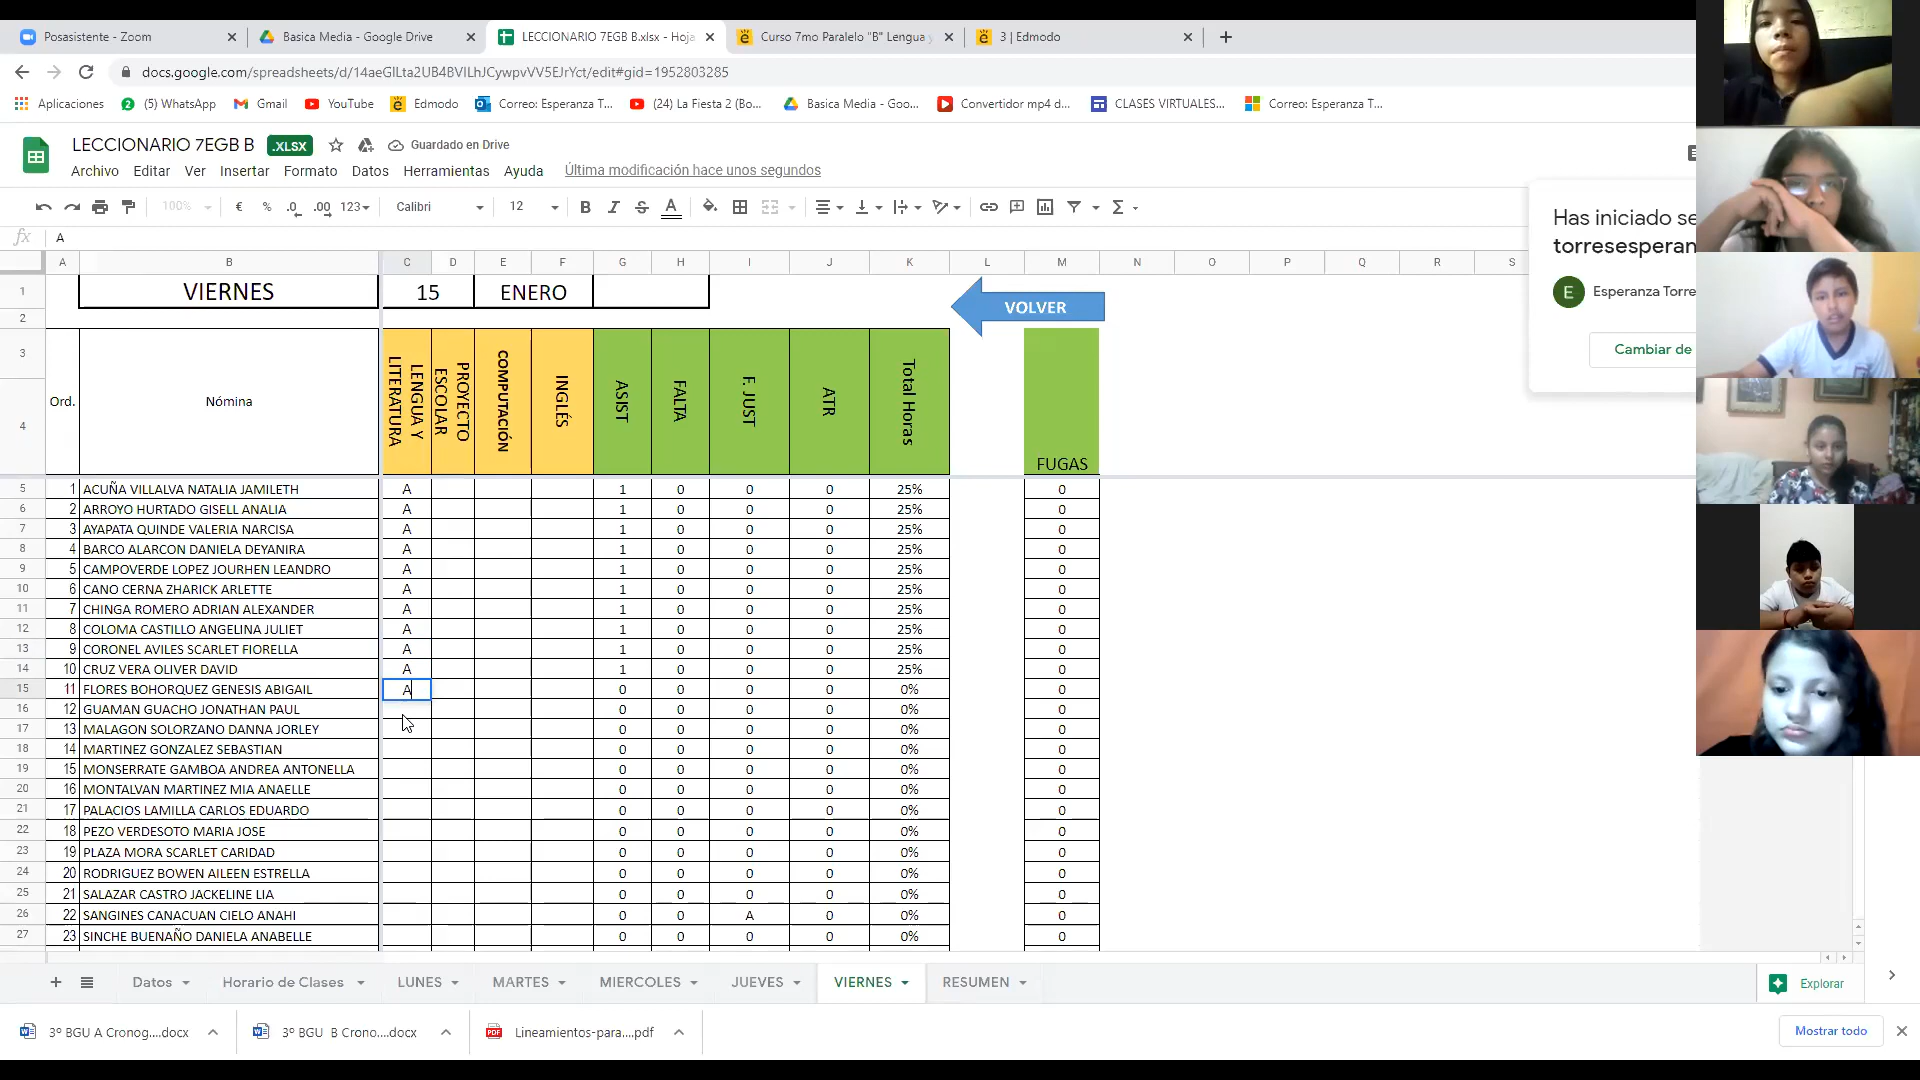 Posasistente - Zoom
Basica Media - Google Drive
LECCIONARIO 7EGB B.xlsx - Hoja
Curso 7mo Paralelo "B" Lengua y
3 | Edmodo
docs.google.com/spreadsheets/d/14aeGlLta2UB4BVILhJCywpvVV5EJrYct/edit#gid=1952803285
Aplicaciones
(5) WhatsApp
Gmail
YouTube
Edmodo
Correo: Esperanza T...
(24) La Fiesta 2 (Bo...
Basica Media - Goo...
Convertidor mp4 d...
CLASES VIRTUALES...
Correo: Esperanza T...
LECCIONARIO 7EGB B .XLSX Guardado en Drive
Archivo Editar Ver Insertar Formato Datos Herramientas Ayuda Última modificación hace unos segundos
100% € % .0 .00 123 Calibri 12 B I S A Σ
fx A
A B C D E F G H I J K L M N O P Q R S
1 VIERNES 15 ENERO
VOLVER
2
3
4
Ord. Nómina LENGUA Y LITERATURA PROYECTO ESCOLAR COMPUTACIÓN INGLÉS ASIST FALTA F. JUST ATR Total Horas FUGAS
5 1 ACUÑA VILLALVA NATALIA JAMILETH A 1 0 0 0 25% 0
6 2 ARROYO HURTADO GISELL ANALIA A 1 0 0 0 25% 0
7 3 AYAPATA QUINDE VALERIA NARCISA A 1 0 0 0 25% 0
8 4 BARCO ALARCON DANIELA DEYANIRA A 1 0 0 0 25% 0
9 5 CAMPOVERDE LOPEZ JOURHEN LEANDRO A 1 0 0 0 25% 0
10 6 CANO CERNA ZHARICK ARLETTE A 1 0 0 0 25% 0
11 7 CHINGA ROMERO ADRIAN ALEXANDER A 1 0 0 0 25% 0
12 8 COLOMA CASTILLO ANGELINA JULIET A 1 0 0 0 25% 0
13 9 CORONEL AVILES SCARLET FIORELLA A 1 0 0 0 25% 0
14 10 CRUZ VERA OLIVER DAVID A 1 0 0 0 25% 0
15 11 FLORES BOHORQUEZ GENESIS ABIGAIL A 0 0 0 0 0% 0
16 12 GUAMAN GUACHO JONATHAN PAUL 0 0 0 0 0% 0
17 13 MALAGON SOLORZANO DANNA JORLEY 0 0 0 0 0% 0
18 14 MARTINEZ GONZALEZ SEBASTIAN 0 0 0 0 0% 0
19 15 MONSERRATE GAMBOA ANDREA ANTONELLA 0 0 0 0 0% 0
20 16 MONTALVAN MARTINEZ MIA ANAELLE 0 0 0 0 0% 0
21 17 PALACIOS LAMILLA CARLOS EDUARDO 0 0 0 0 0% 0
22 18 PEZO VERDESOTO MARIA JOSE 0 0 0 0 0% 0
23 19 PLAZA MORA SCARLET CARIDAD 0 0 0 0 0% 0
24 20 RODRIGUEZ BOWEN AILEEN ESTRELLA 0 0 0 0 0% 0
25 21 SALAZAR CASTRO JACKELINE LIA 0 0 0 0 0% 0
26 22 SANGINES CANACUAN CIELO ANAHI 0 0 A 0 0% 0
27 23 SINCHE BUENAÑO DANIELA ANABELLE 0 0 0 0 0% 0
Has iniciado se
torresesperan
E Esperanza Torre
Cambiar de
Datos Horario de Clases LUNES MARTES MIERCOLES JUEVES VIERNES RESUMEN Explorar
3º BGU A Cronog....docx
3º BGU B Crono....docx
Lineamientos-para....pdf
Mostrar todo